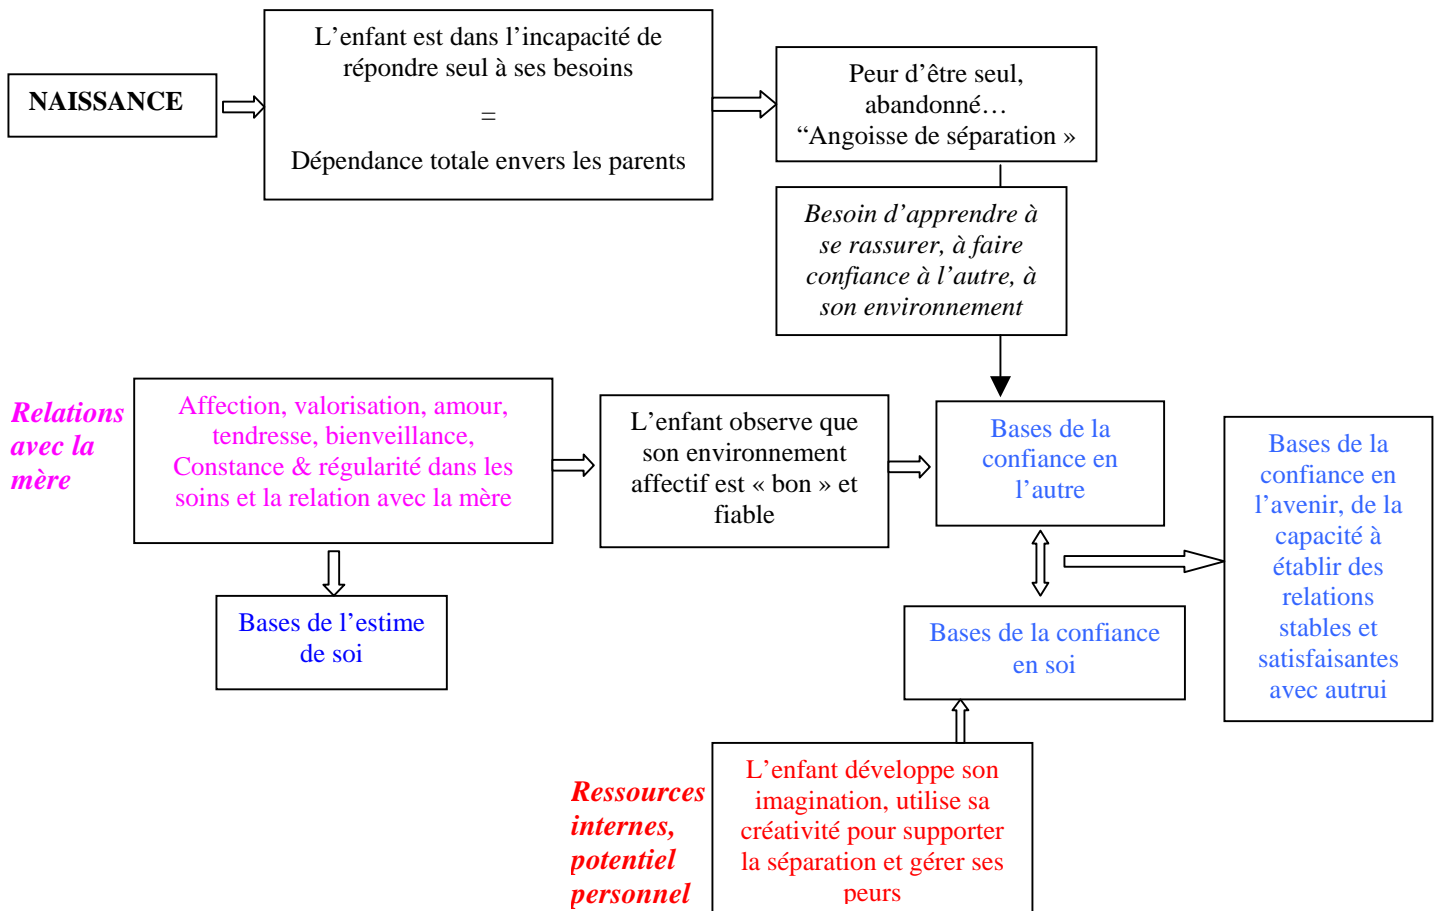 NAISSANCE
L’enfant est dans l’incapacité de
répondre seul à ses besoins
=
Dépendance totale envers les parents
Peur d’être seul,
abandonné…
“Angoisse de séparation »
Besoin d’apprendre à
se rassurer, à faire
confiance à l’autre, à
son environnement
Relations
avec la
mère
Affection, valorisation, amour,
tendresse, bienveillance,
Constance & régularité dans les
soins et la relation avec la mère
L’enfant observe que
son environnement
affectif est « bon » et
fiable
Bases de la
confiance en
l’autre
Bases de la
confiance en
l’avenir, de la
capacité à
établir des
relations
stables et
satisfaisantes
avec autrui
Bases de l’estime
de soi
Bases de la confiance
en soi
Ressources
internes,
potentiel
personnel
L’enfant développe son
imagination, utilise sa
créativité pour supporter
la séparation et gérer ses
peurs